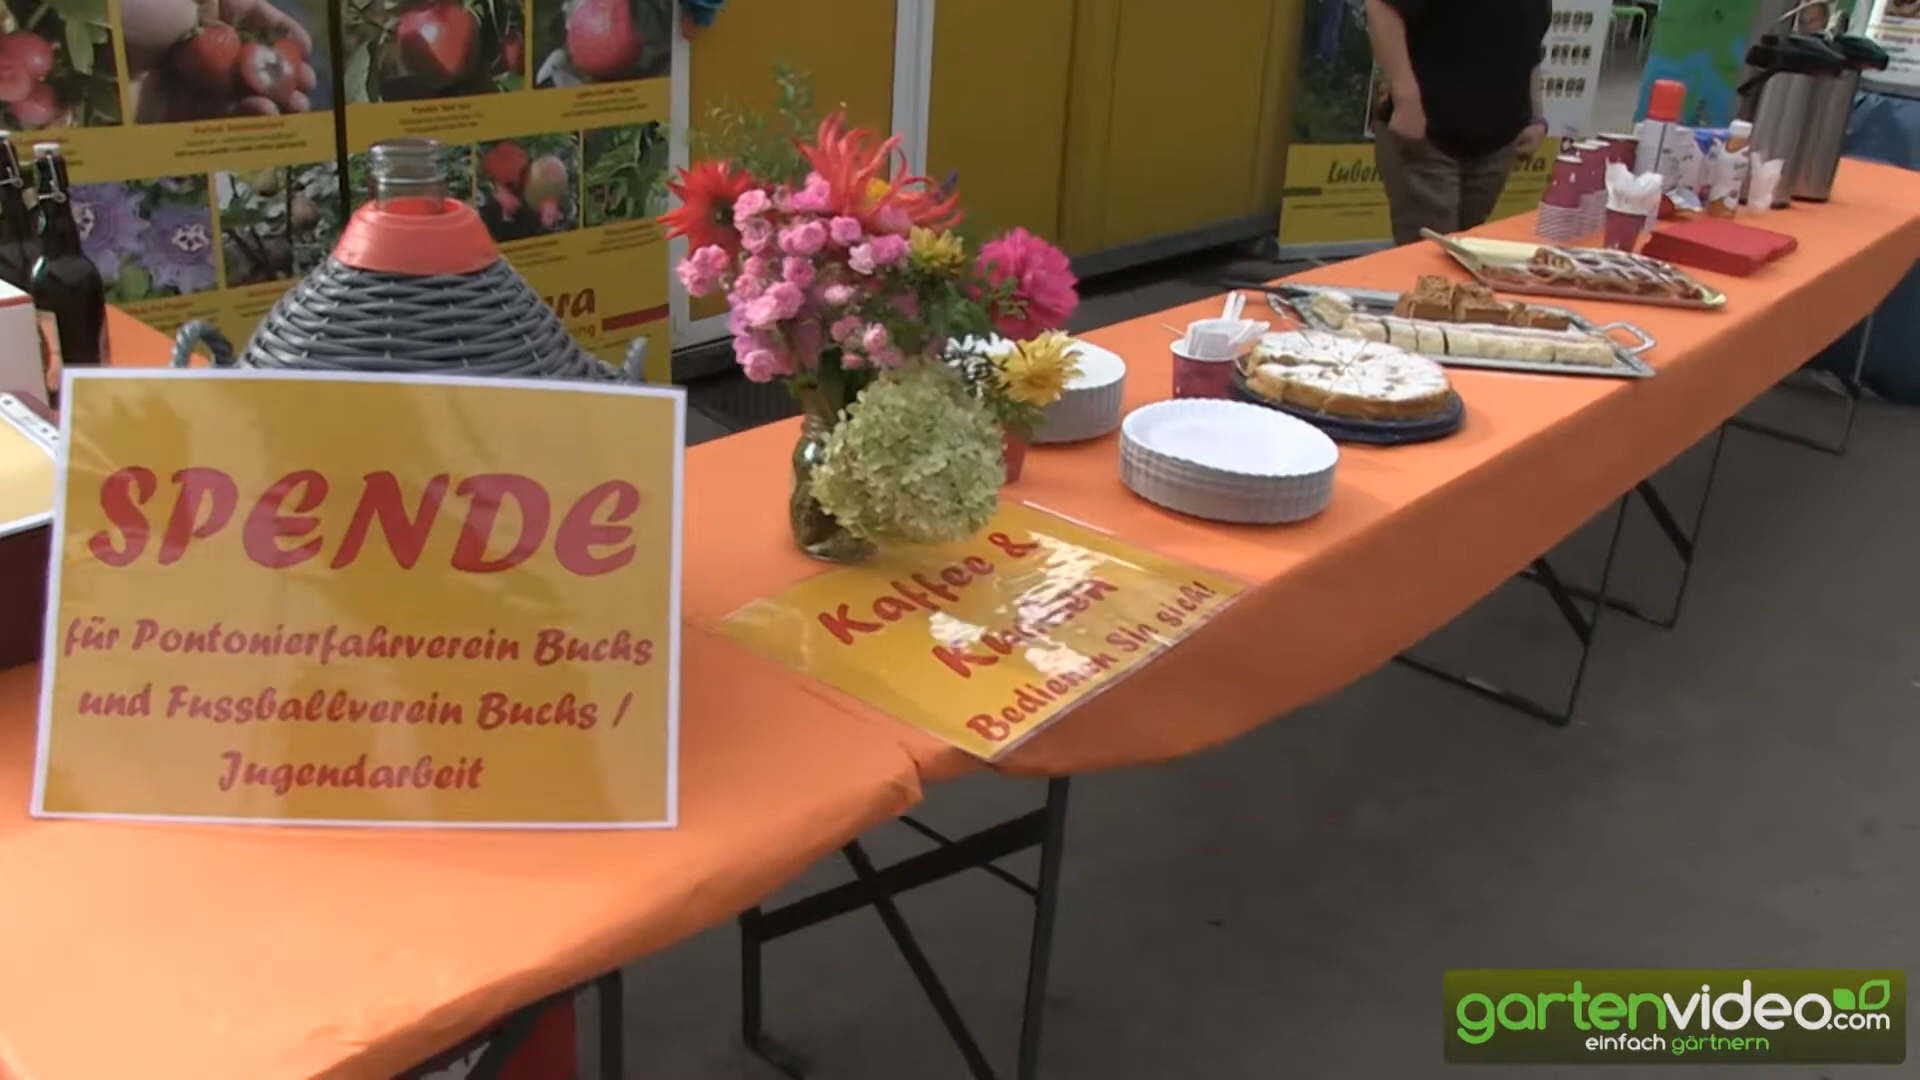 SPENDE
für Pontonierfahrverein Buchs
und Fussballverein Buchs /
Jugendarbeit
Kaffee &
Kuchen
Bedienen Sie sich!
gartenvideo.com
einfach gärtnern